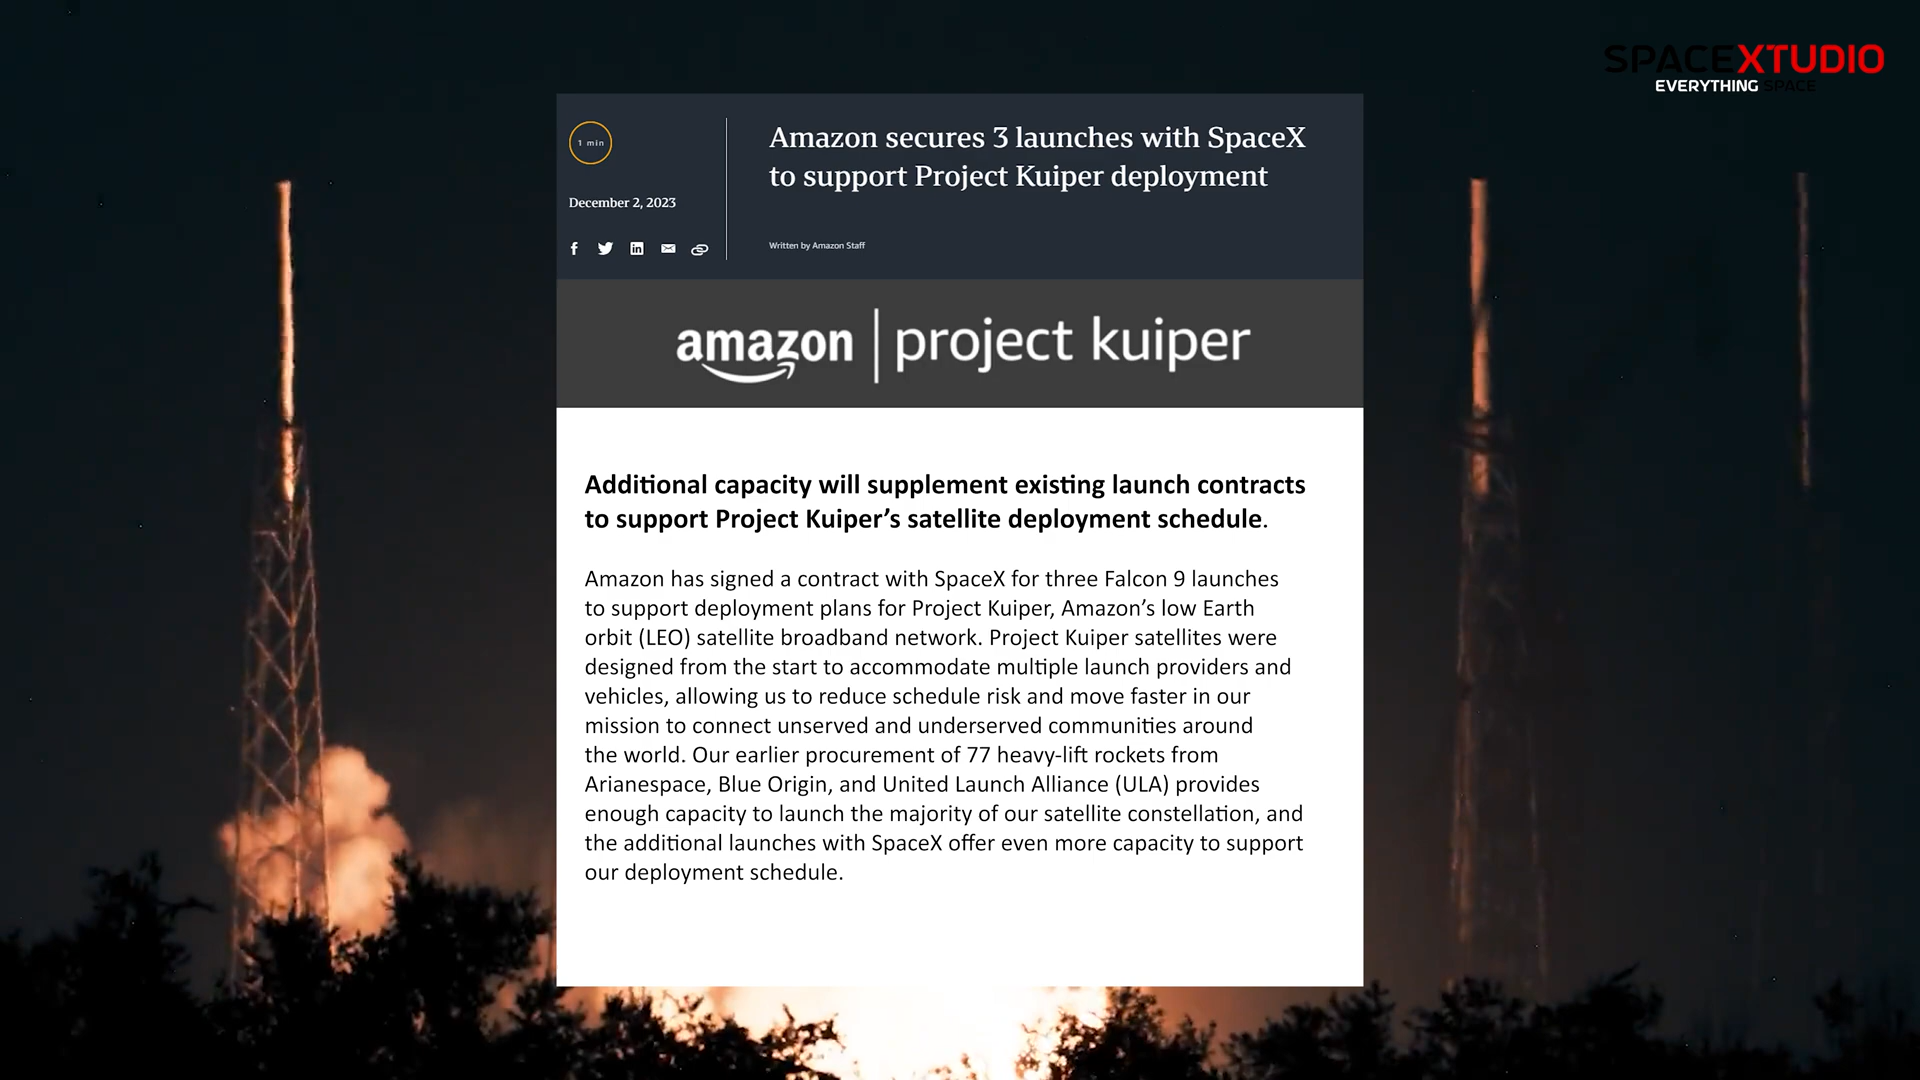 SPACEXTUDIO
EVERYTHING SPACE
1 min
December 2, 2023
Amazon secures 3 launches with SpaceX
to support Project Kuiper deployment
Written by Amazon Staff
amazon | project kuiper
Additional capacity will supplement existing launch contracts
to support Project Kuiper’s satellite deployment schedule.
Amazon has signed a contract with SpaceX for three Falcon 9 launches
to support deployment plans for Project Kuiper, Amazon’s low Earth
orbit (LEO) satellite broadband network. Project Kuiper satellites were
designed from the start to accommodate multiple launch providers and
vehicles, allowing us to reduce schedule risk and move faster in our
mission to connect unserved and underserved communities around
the world. Our earlier procurement of 77 heavy-lift rockets from
Arianespace, Blue Origin, and United Launch Alliance (ULA) provides
enough capacity to launch the majority of our satellite constellation, and
the additional launches with SpaceX offer even more capacity to support
our deployment schedule.